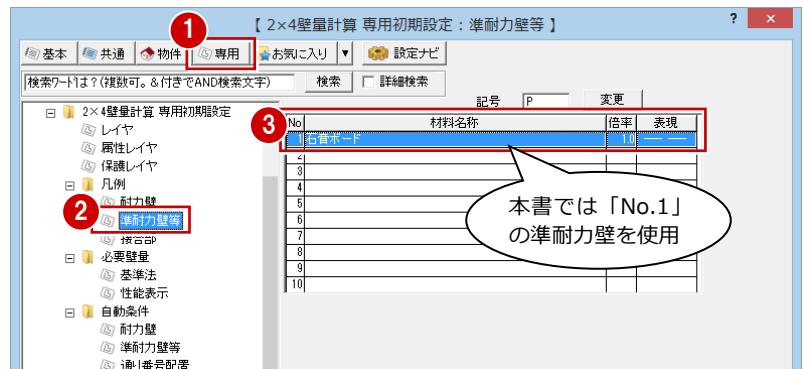 【 2×4壁量計算 専用初期設定：準耐力壁等 】
? ×
1
基本 共通 物件 専用 お気に入り ▼ 設定ナビ
検索ワードは？(複数可。＆付きでAND検索文字) 検索 詳細検索
記号 P 変更
2×4壁量計算 専用初期設定
レイヤ
属性レイヤ
保護レイヤ
凡例
耐力壁
2
準耐力壁等
接合部
必要壁量
基準法
性能表示
自動条件
耐力壁
準耐力壁等
通り番号配置
3
No 材料名称 倍率 表現
1 石膏ボード 1.0
2
3
4
5
6
7
8
9
10
本書では「No.1」
の準耐力壁を使用